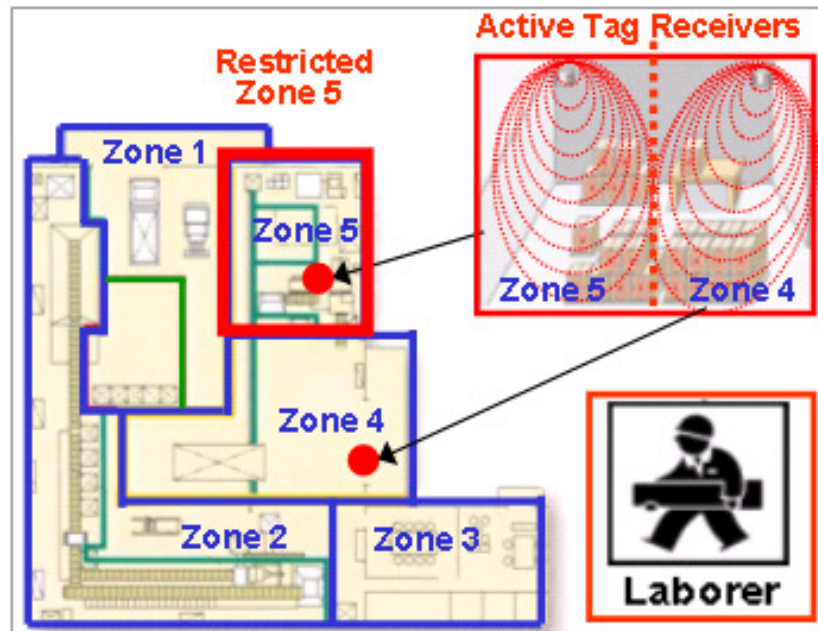 Active Tag Receivers
Restricted
Zone 5
Zone 1
Zone 5
Zone 5
Zone 4
Zone 4
Zone 2
Zone 3
Laborer